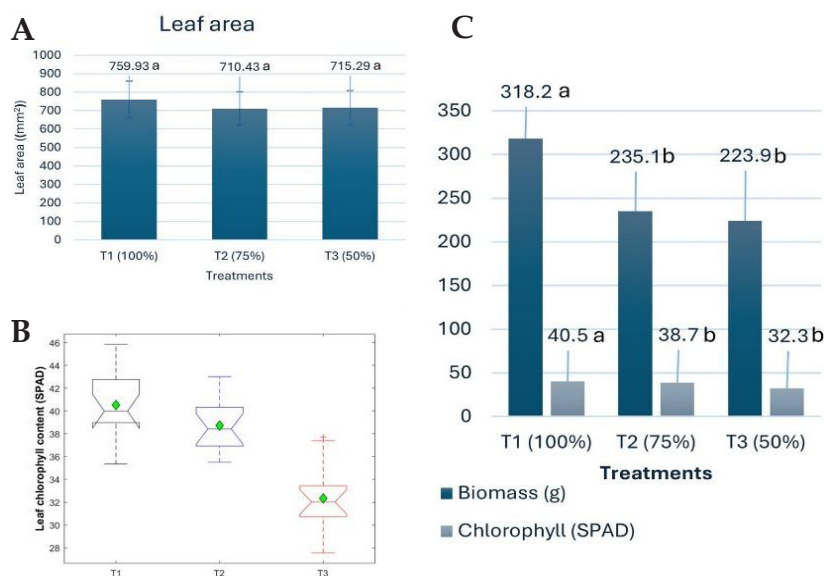 A
Leaf area
Leaf area ((mm²))
1000
900
800
700
600
500
400
300
200
100
0
759.93 a
710.43 a
715.29 a
T1 (100%)
T2 (75%)
T3 (50%)
Treatments
B
Leaf chlorophyll content (SPAD)
46
44
42
40
38
36
34
32
30
28
T1
T2
T3
C
350
300
250
200
150
100
50
0
318.2 a
235.1 b
223.9 b
40.5 a
38.7 b
32.3 b
T1 (100%)
T2 (75%)
T3 (50%)
Treatments
Biomass (g)
Chlorophyll (SPAD)